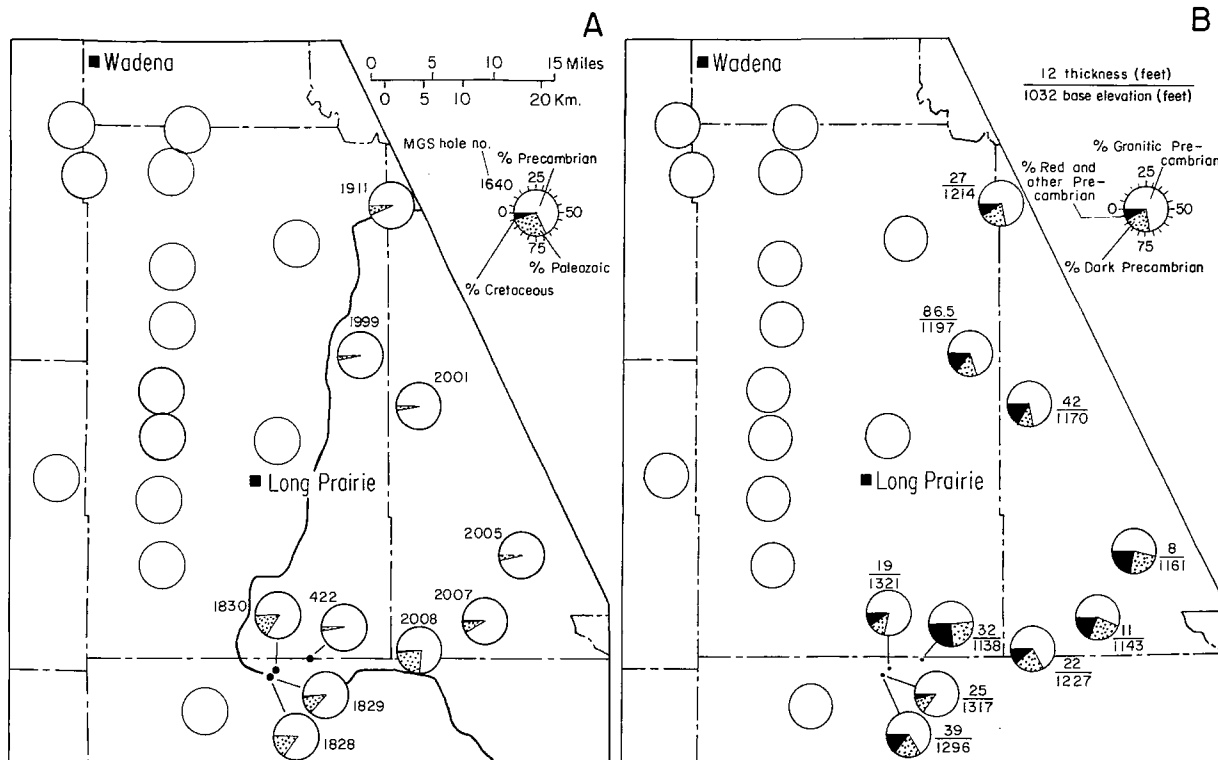 A
Wadena
0 5 10 15 Miles
0 5 10 20 Km.
MGS hole no.
1640
% Precambrian
25
0
50
75
% Paleozoic
% Cretaceous
1911
1999
2001
Long Prairie
2005
1830
422
2007
2008
1829
1828
B
Wadena
12 thickness (feet)
1032 base elevation (feet)
% Granitic Pre-
cambrian
25
% Red and
other Pre-
cambrian
0
50
75
% Dark Precambrian
27
1214
86.5
1197
42
1170
Long Prairie
8
1161
19
1321
32
1138
11
1143
22
1227
25
1317
39
1296